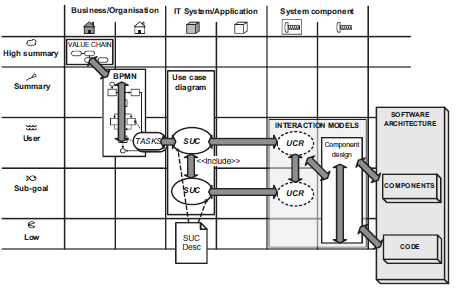 Business/Organisation
IT System/Application
System component
High summary
VALUE CHAIN
Summary
BPMN
Use case
diagram
SOFTWARE
ARCHITECTURE
User
INTERACTION MODELS
TASKS
SUC
UCR
Component
design
<<Include>>
Sub-goal
SUC
UCR
COMPONENTS
Low
SUC
Desc
CODE